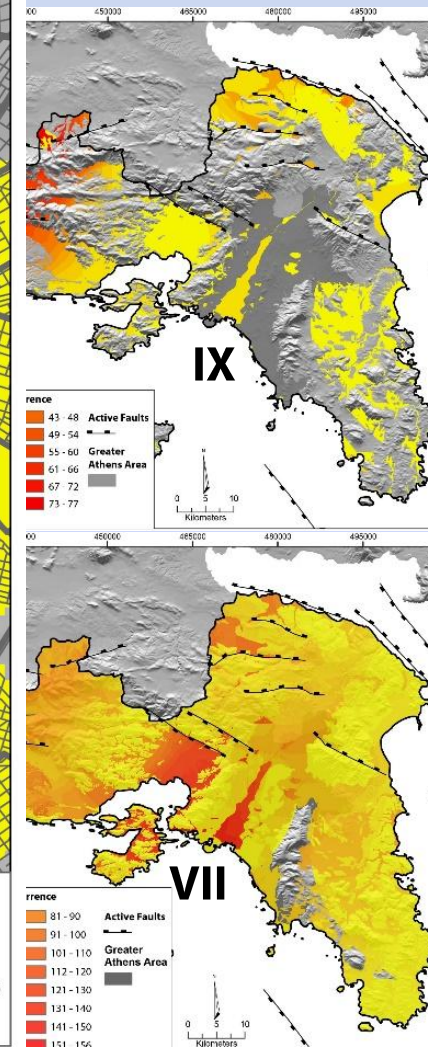 450000 465000 480000 495000
IX
rence
43 - 48
49 - 54
55 - 60
61 - 66
67 - 72
73 - 77
Active Faults
Greater
Athens Area
N
0 5 10
Kilometers
450000 465000 480000 495000
VII
rrence
81 - 90
91 - 100
101 - 110
112 - 120
121 - 130
131 - 140
141 - 150
151 - 156
Active Faults
Greater
Athens Area
0 5 10
Kilometers